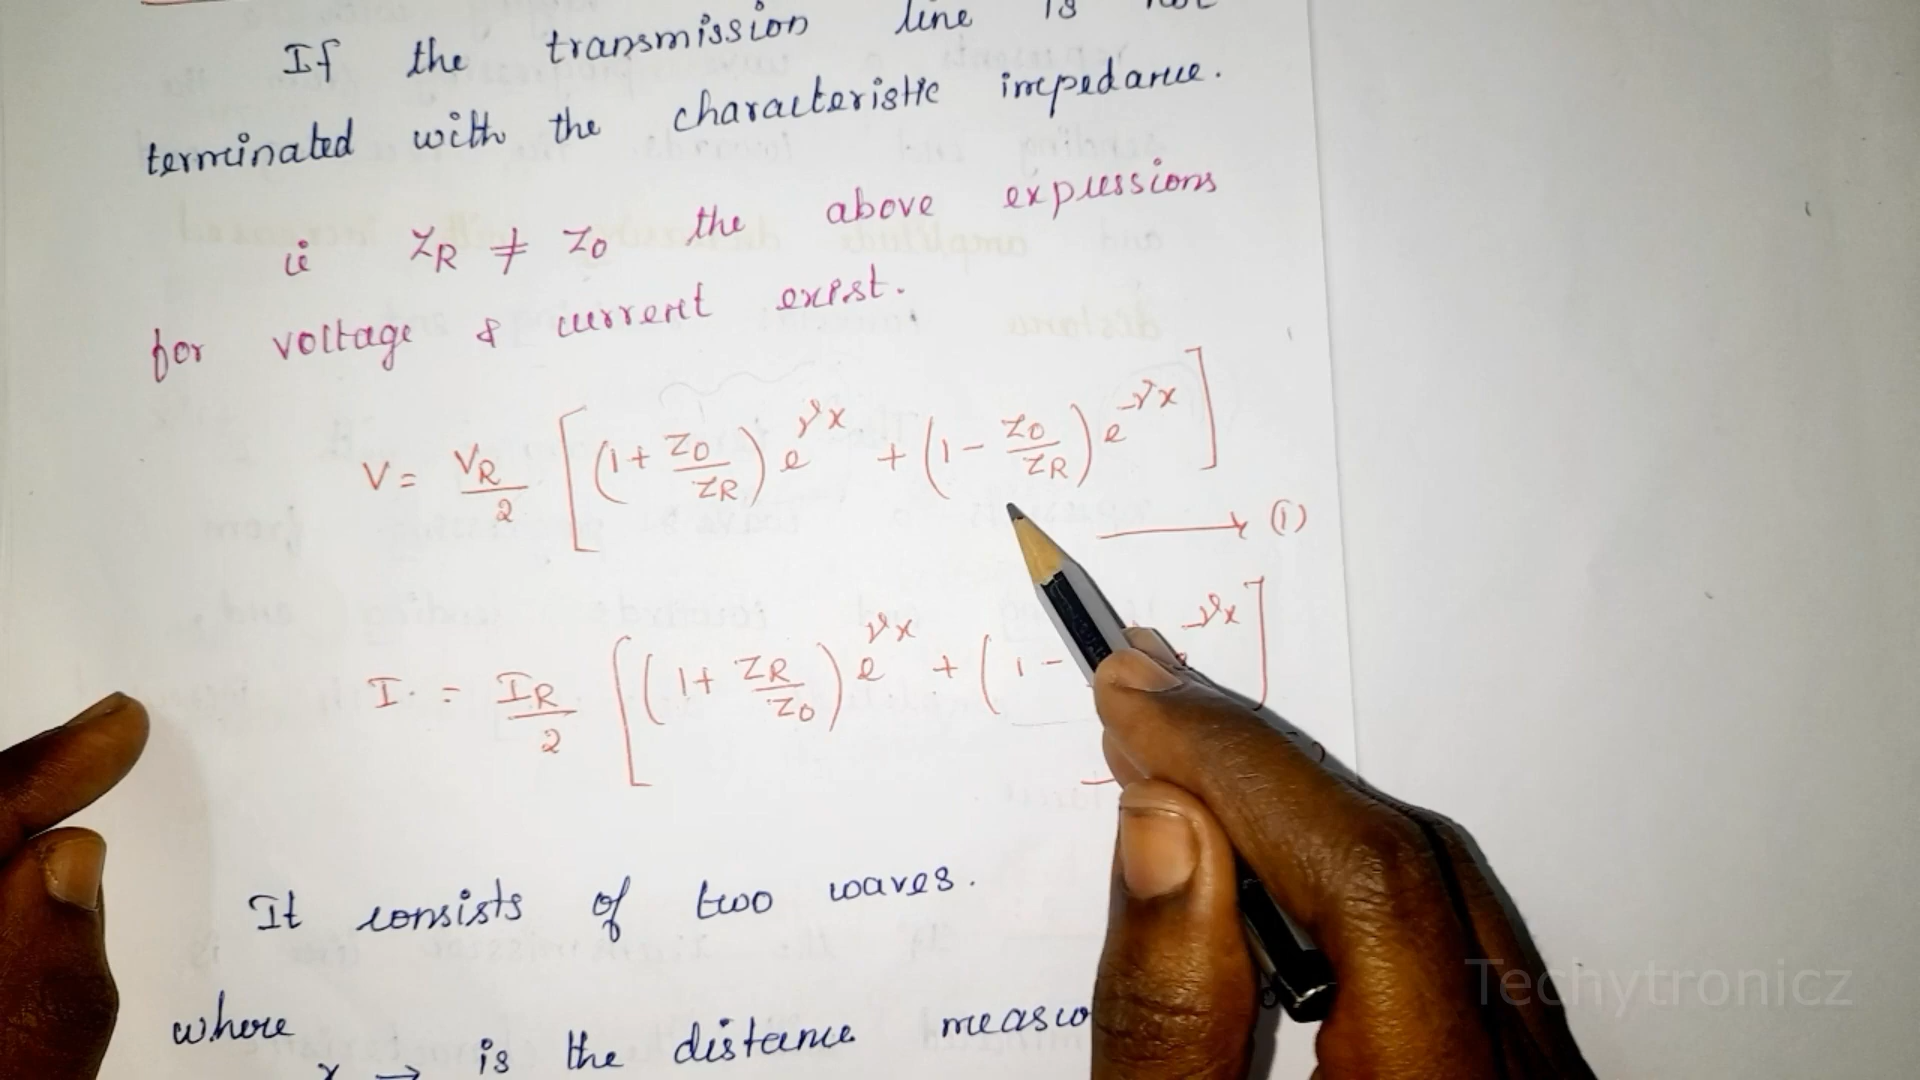 If the transmission line is
terminated with the characteristic impedance.
ie ZR ≠ Z0 the above expressions
for voltage & current exist.
V = VR/2 [(1 + Z0/ZR) e^γx + (1 - Z0/ZR) e^-γx]
→ (1)
I = IR/2 [(1 + ZR/Z0) e^γx + (1 - e^-γx]
It consists of two waves.
where
x → is the distance
Techytronicz